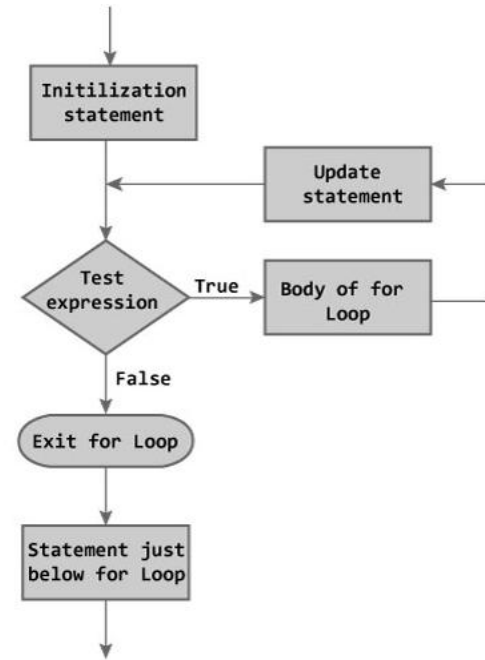 Initilization
statement
Update
statement
Test
expression
True
Body of for
Loop
False
Exit for Loop
Statement just
below for Loop